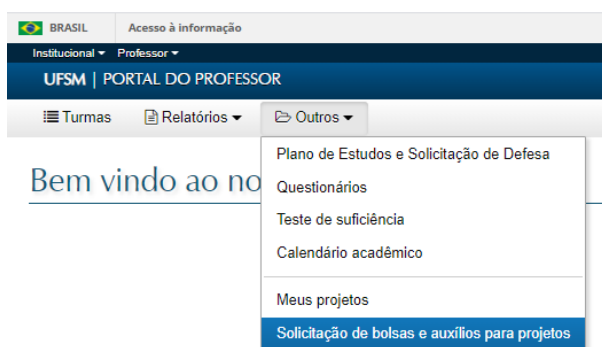 BRASIL Acesso à informação
Institucional Professor
UFSM | PORTAL DO PROFESSOR
Turmas Relatórios Outros
Plano de Estudos e Solicitação de Defesa
Bem vindo ao no
Questionários
Teste de suficiência
Calendário acadêmico
Meus projetos
Solicitação de bolsas e auxílios para projetos